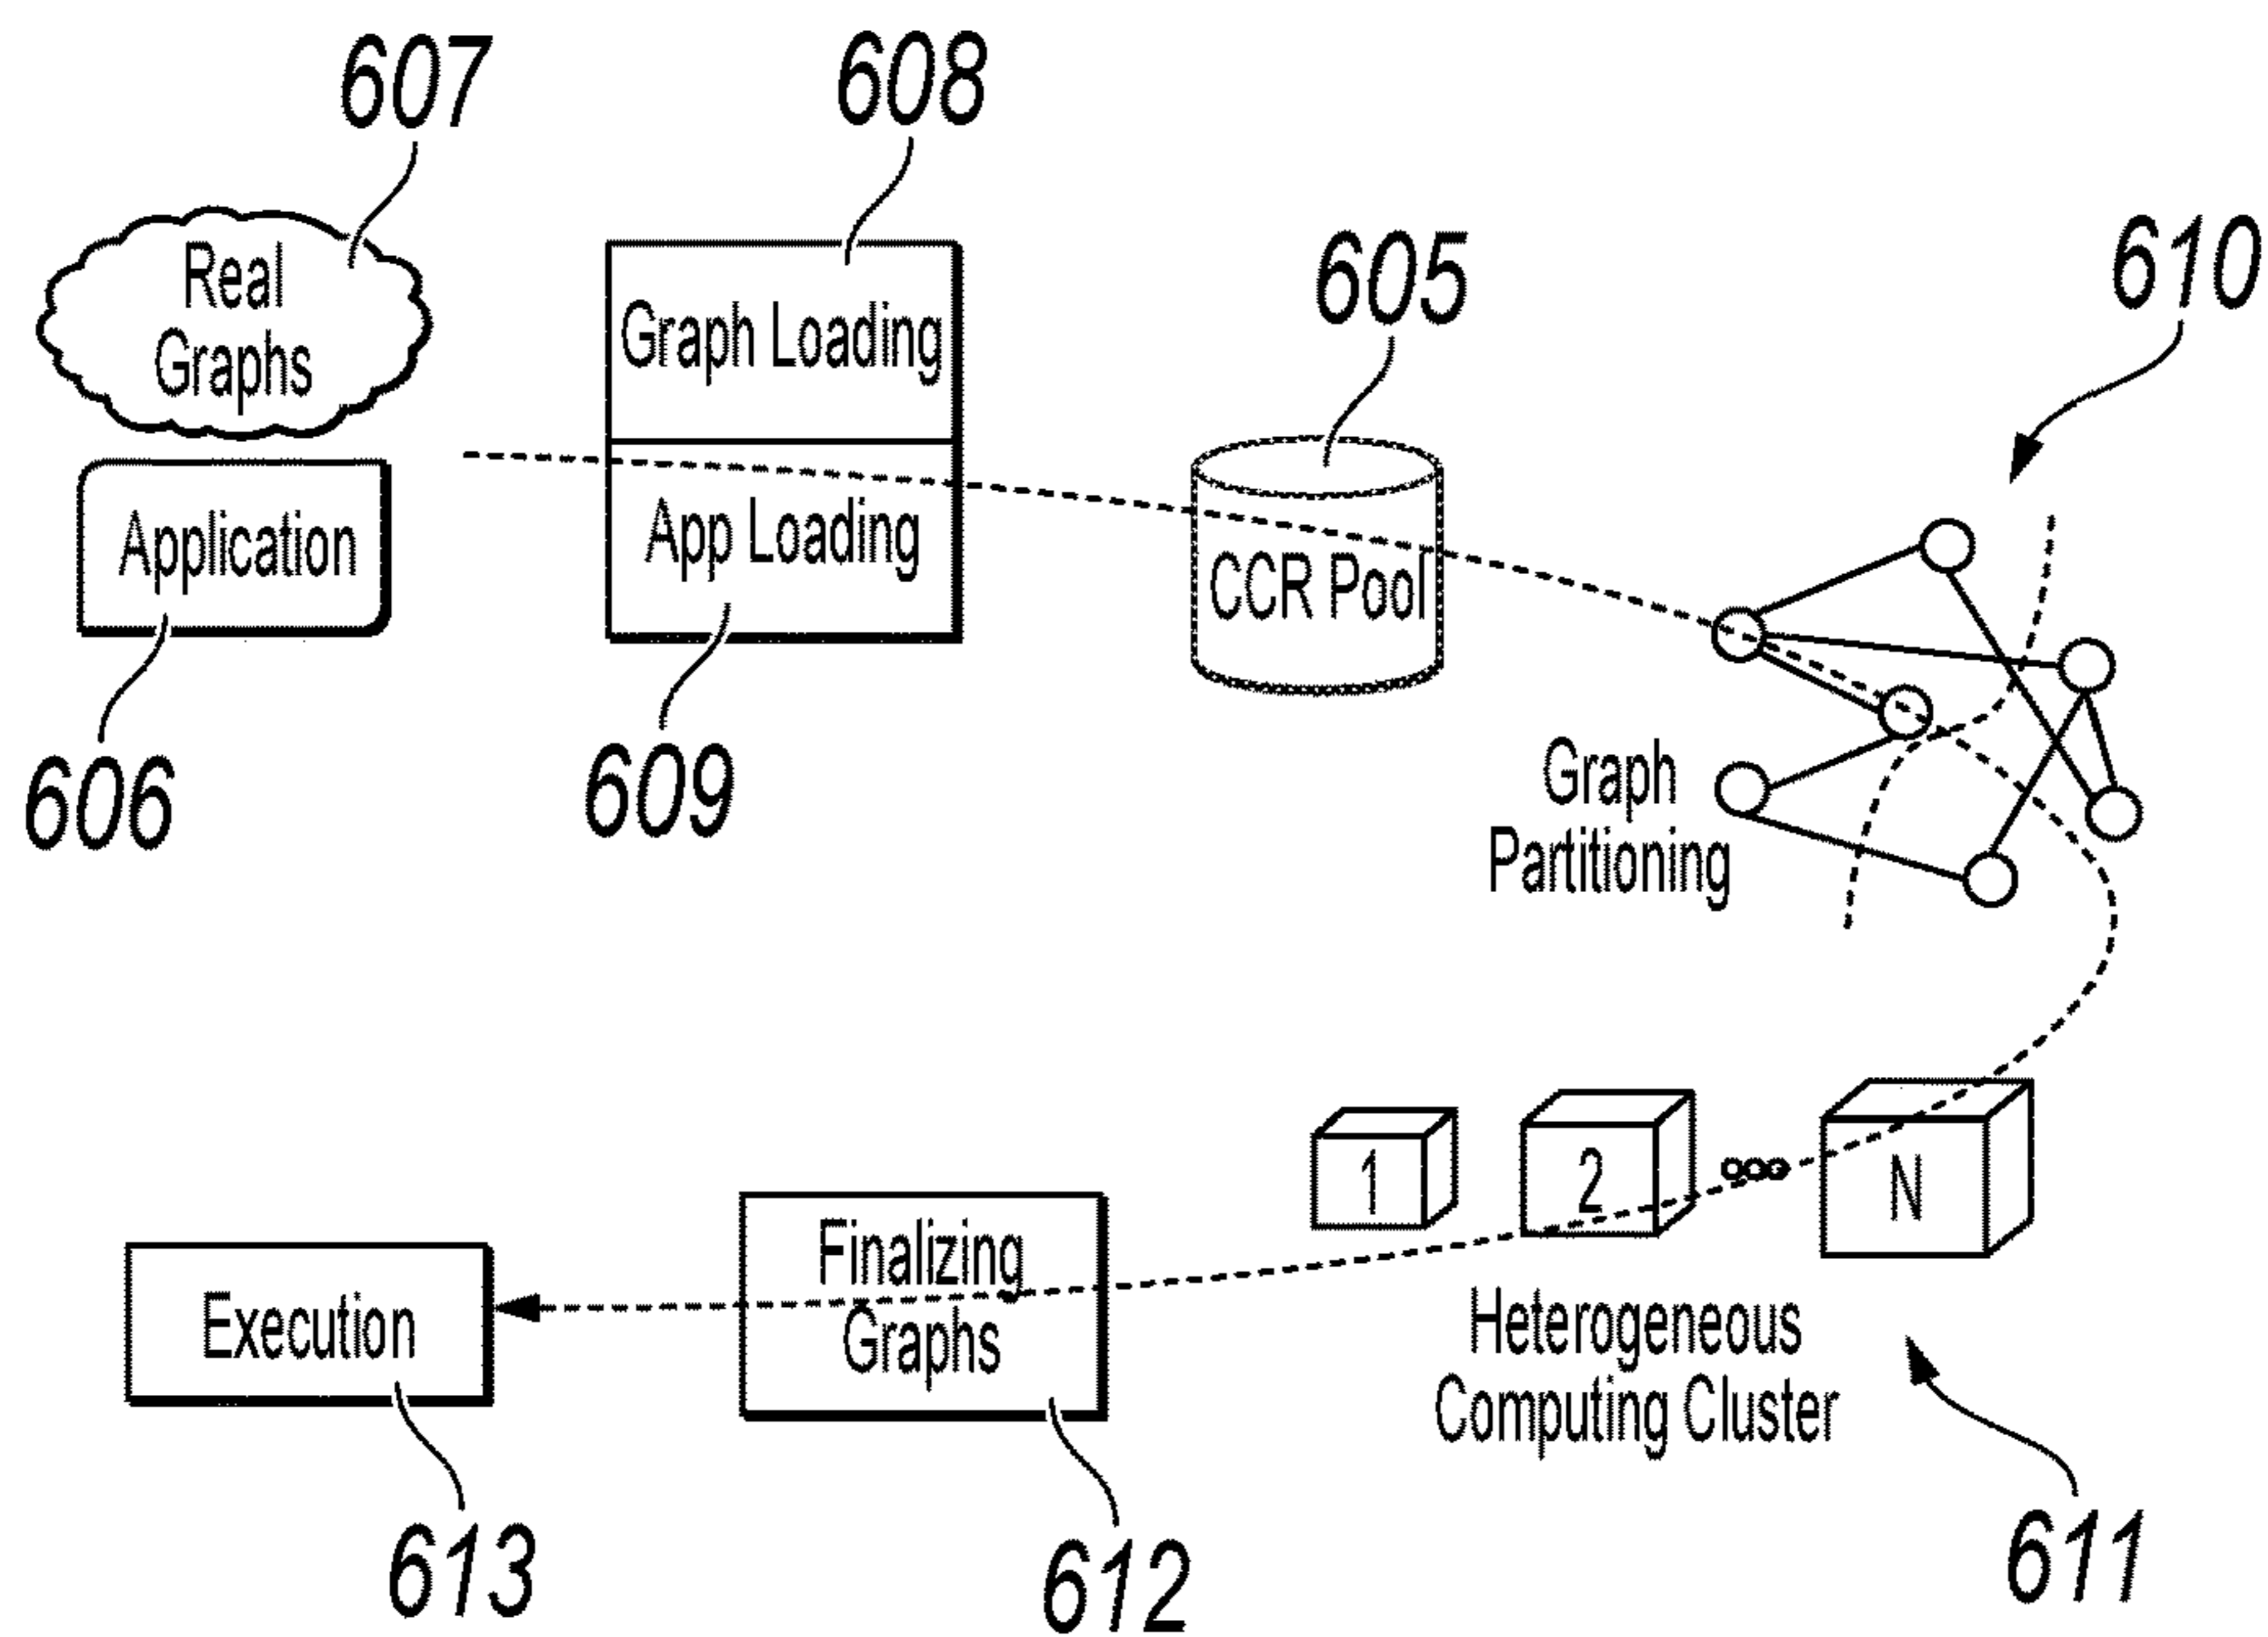 607
608
605
610
Real
Graphs
Graph Loading
Application
App Loading
CCR Pool
606
609
Graph
Partitioning
1
2
N
Execution
Finalizing
Graphs
Heterogeneous
Computing Cluster
613
612
611